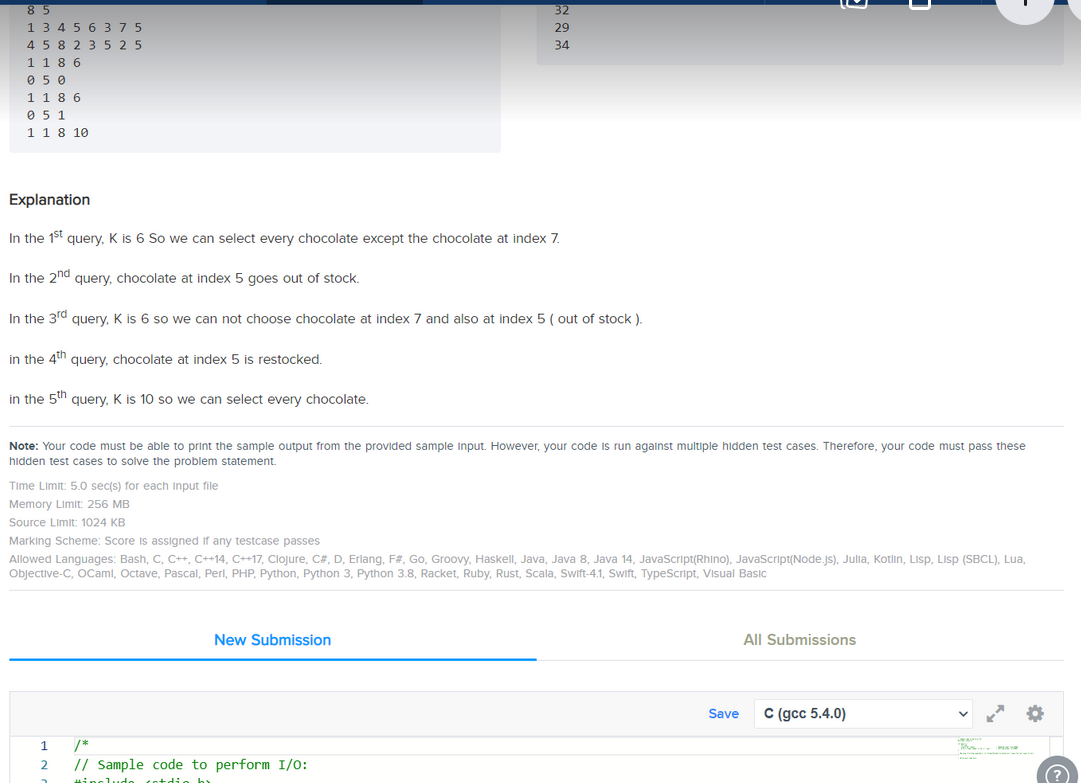 8 5
1 3 4 5 6 3 7 5
4 5 8 2 3 5 2 5
1 1 8 6
0 5 0
1 1 8 6
0 5 1
1 1 8 10
32
29
34
Explanation
In the 1st query, K is 6 So we can select every chocolate except the chocolate at index 7.
In the 2nd query, chocolate at index 5 goes out of stock.
In the 3rd query, K is 6 so we can not choose chocolate at index 7 and also at index 5 ( out of stock ).
in the 4th query, chocolate at index 5 is restocked.
in the 5th query, K is 10 so we can select every chocolate.
Note: Your code must be able to print the sample output from the provided sample input. However, your code is run against multiple hidden test cases. Therefore, your code must pass these
hidden test cases to solve the problem statement.
Time Limit: 5.0 sec(s) for each input file
Memory Limit: 256 MB
Source Limit: 1024 KB
Marking Scheme: Score is assigned if any testcase passes
Allowed Languages: Bash, C, C++, C++14, C++17, Clojure, C#, D, Erlang, F#, Go, Groovy, Haskell, Java, Java 8, Java 14, JavaScript(Rhino), JavaScript(Node.js), Julia, Kotlin, Lisp, Lisp (SBCL), Lua,
Objective-C, OCaml, Octave, Pascal, Perl, PHP, Python, Python 3, Python 3.8, Racket, Ruby, Rust, Scala, Swift-4.1, Swift, TypeScript, Visual Basic
New Submission
All Submissions
Save
C (gcc 5.4.0)
1 /*
2 // Sample code to perform I/O:
#include <stdio.h>
?